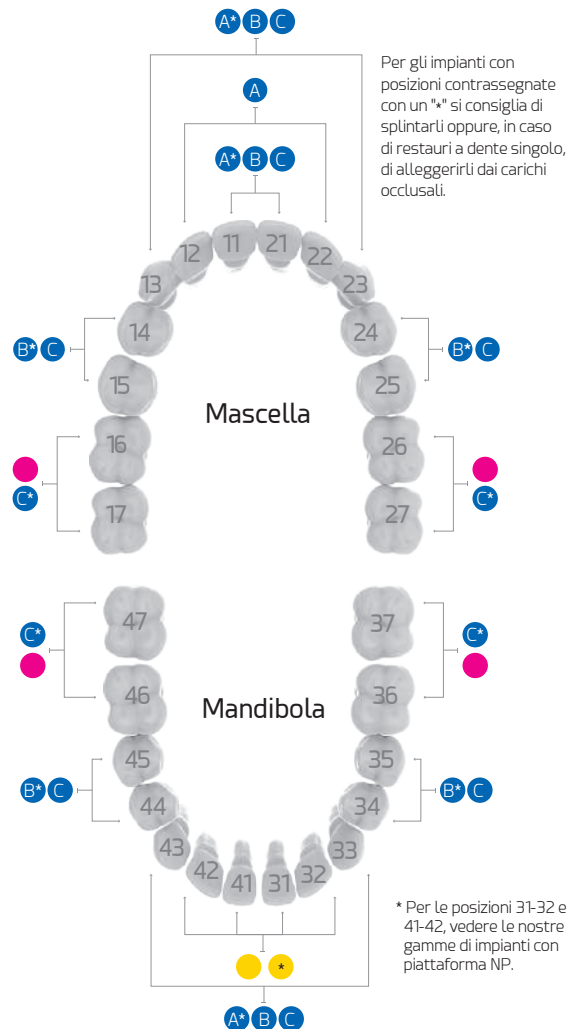 A* B C
Per gli impianti con
posizioni contrassegnate
con un "*" si consiglia di
splintarli oppure, in caso
di restauri a dente singolo,
di alleggerirli dai carichi
occlusali.
A
A* B C
11 21
12 22
13 23
14 24
B* C B* C
15 25
Mascella
16 26
C* C*
17 27
47 37
C* C*
46 36
Mandibola
45 35
B* C B* C
44 34
43 33
42 32
41 31
* Per le posizioni 31-32 e
41-42, vedere le nostre
gamme di impianti con
piattaforma NP.
*
A* B C